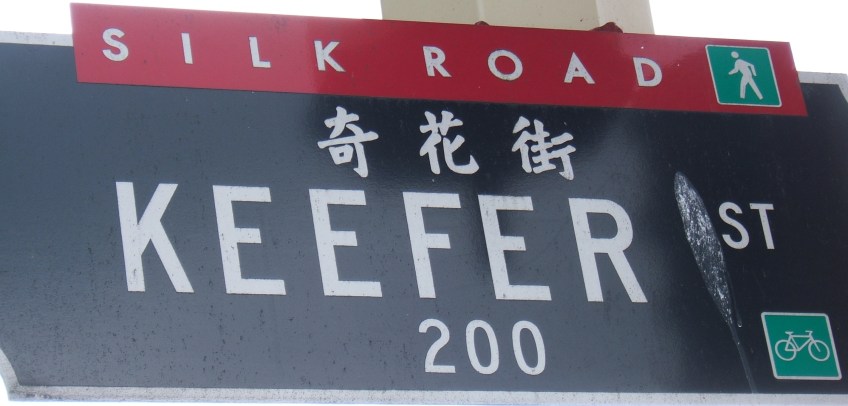 SILK ROAD
奇花街
KEEFER ST
200